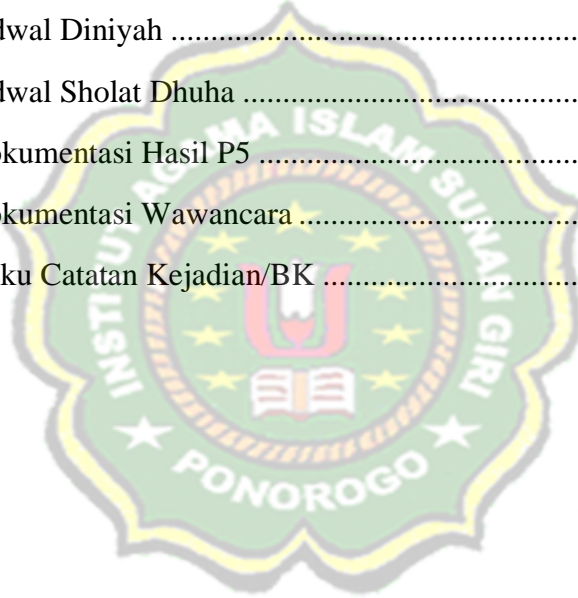 dwal Diniyah ................................................
dwal Sholat Dhuha ........................................
okumentasi Hasil P5 ......................................
okumentasi Wawancara .................................
ku Catatan Kejadian/BK ...............................
INSTITUT AGAMA ISLAM SUNAN GIRI
PONOROGO